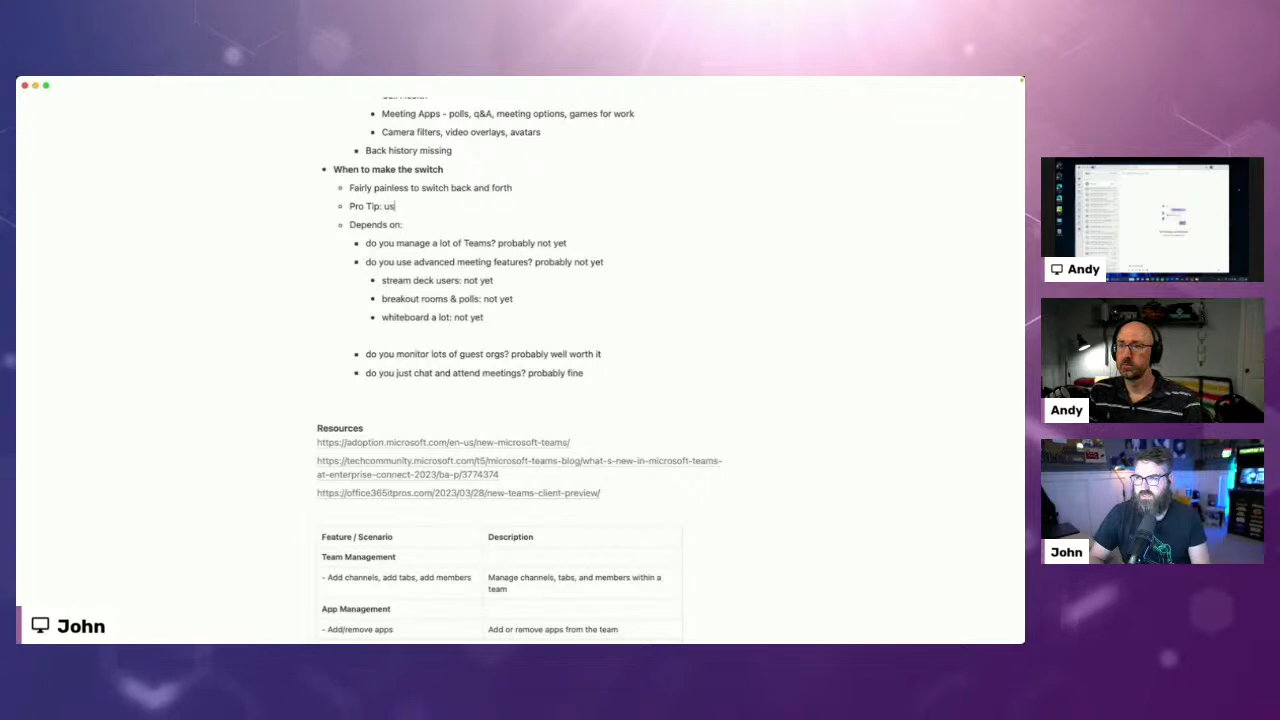 Meeting Apps - polls, q&A, meeting options, games for work
Camera filters, video overlays, avatars
Back history missing
When to make the switch
Fairly painless to switch back and forth
Pro Tip: us
Depends on:
do you manage a lot of Teams? probably not yet
do you use advanced meeting features? probably not yet
stream deck users: not yet
breakout rooms & polls: not yet
whiteboard a lot: not yet
do you monitor lots of guest orgs? probably well worth it
do you just chat and attend meetings? probably fine
Resources
https://adoption.microsoft.com/en-us/new-microsoft-teams/
https://techcommunity.microsoft.com/t5/microsoft-teams-blog/what-s-new-in-microsoft-teams-
at-enterprise-connect-2023/ba-p/3774374
https://office365itpros.com/2023/03/28/new-teams-client-preview/
Feature / Scenario Description
Team Management
- Add channels, add tabs, add members Manage channels, tabs, and members within a
team
App Management
- Add/remove apps Add or remove apps from the team
John
Andy
Andy
John